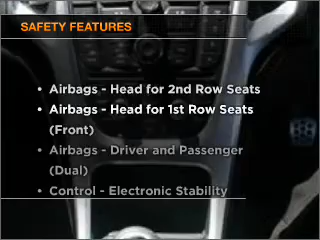 SAFETY FEATURES
• Airbags - Head for 2nd Row Seats
• Airbags - Head for 1st Row Seats
(Front)
• Airbags - Driver and Passenger
(Dual)
• Control - Electronic Stability